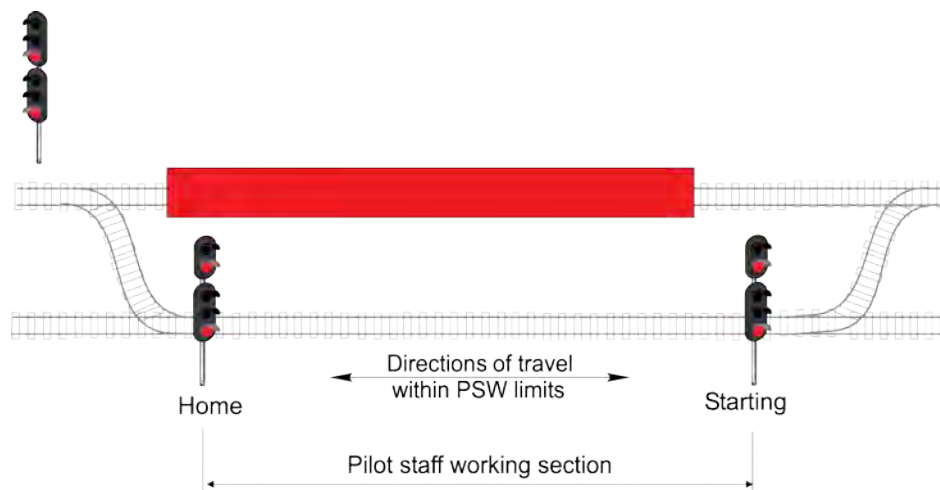 Directions of travel
within PSW limits
Home
Starting
Pilot staff working section